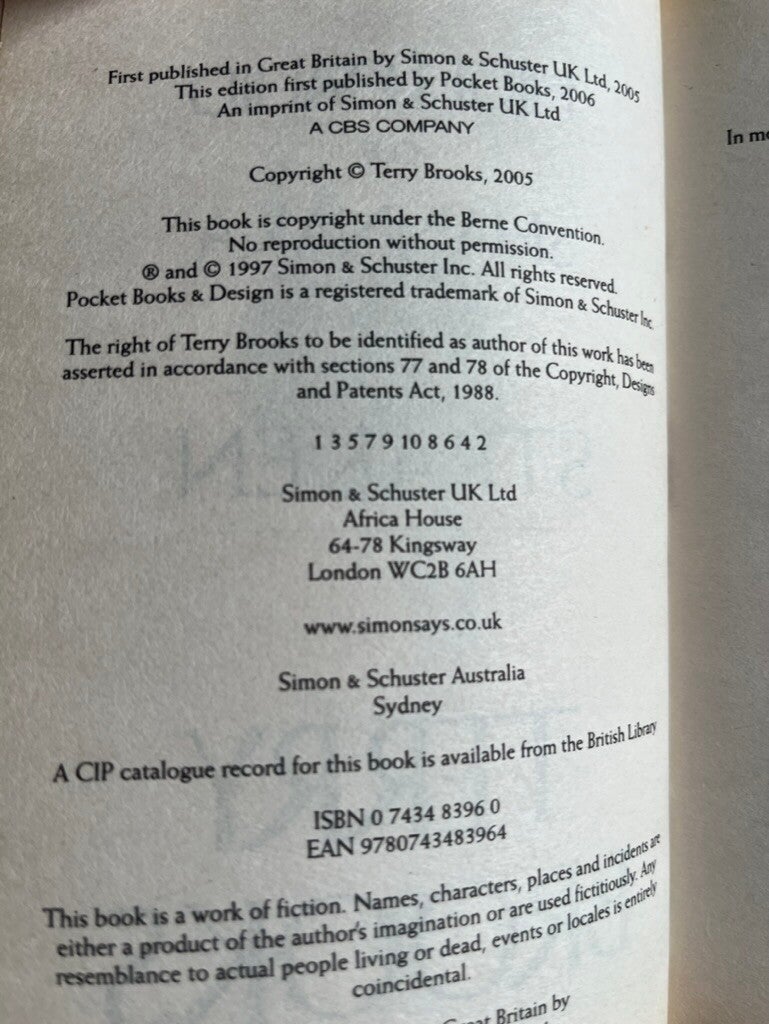 First published in Great Britain by Simon & Schuster UK Ltd, 2005
This edition first published by Pocket Books, 2006
An imprint of Simon & Schuster UK Ltd
A CBS COMPANY
Copyright © Terry Brooks, 2005
This book is copyright under the Berne Convention.
No reproduction without permission.
® and © 1997 Simon & Schuster Inc. All rights reserved.
Pocket Books & Design is a registered trademark of Simon & Schuster Inc.
The right of Terry Brooks to be identified as author of this work has been
asserted in accordance with sections 77 and 78 of the Copyright, Designs
and Patents Act, 1988.
1 3 5 7 9 10 8 6 4 2
Simon & Schuster UK Ltd
Africa House
64-78 Kingsway
London WC2B 6AH
www.simonsays.co.uk
Simon & Schuster Australia
Sydney
A CIP catalogue record for this book is available from the British Library
ISBN 0 7434 8396 0
EAN 9780743483964
This book is a work of fiction. Names, characters, places and incidents are
either a product of the author's imagination or are used fictitiously. Any
resemblance to actual people living or dead, events or locales is entirely
coincidental.
Great Britain by
In